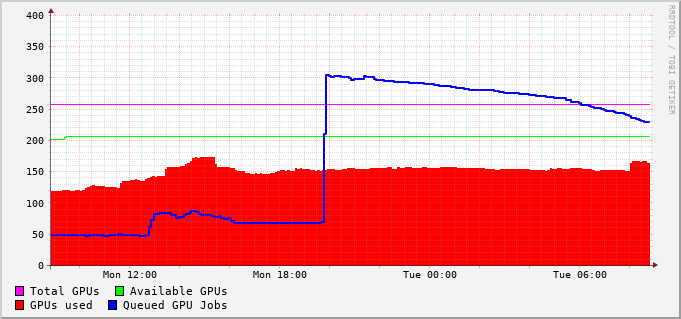 400
350
300
250
200
150
100
50
0
Mon 12:00 Mon 18:00 Tue 00:00 Tue 06:00
Total GPUs Available GPUs
GPUs used Queued GPU Jobs
RRDTOOL / TOBI OETIKER